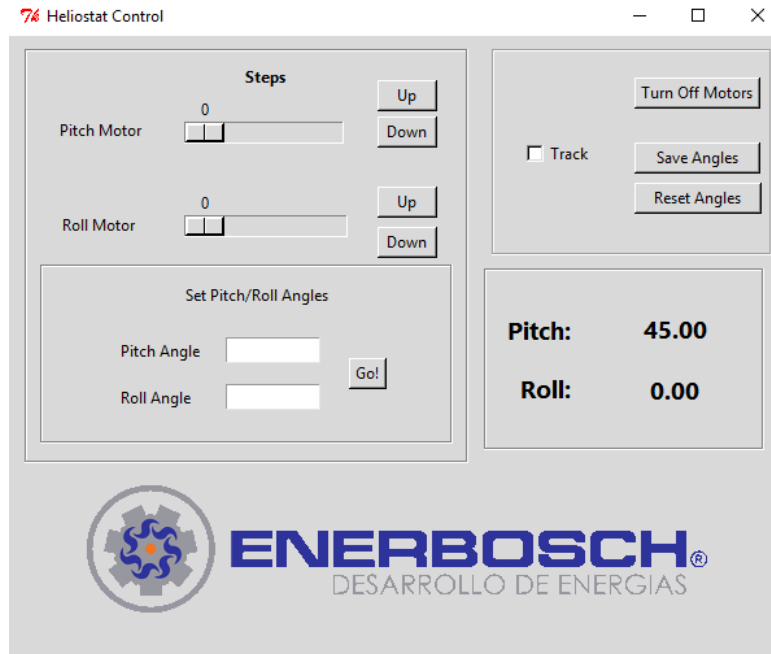 Heliostat Control
Steps
Pitch Motor
0
Up
Down
Roll Motor
0
Up
Down
Set Pitch/Roll Angles
Pitch Angle
Roll Angle
Go!
Turn Off Motors
Track
Save Angles
Reset Angles
Pitch: 45.00
Roll: 0.00
ENERBOSCH®
DESARROLLO DE ENERGIAS